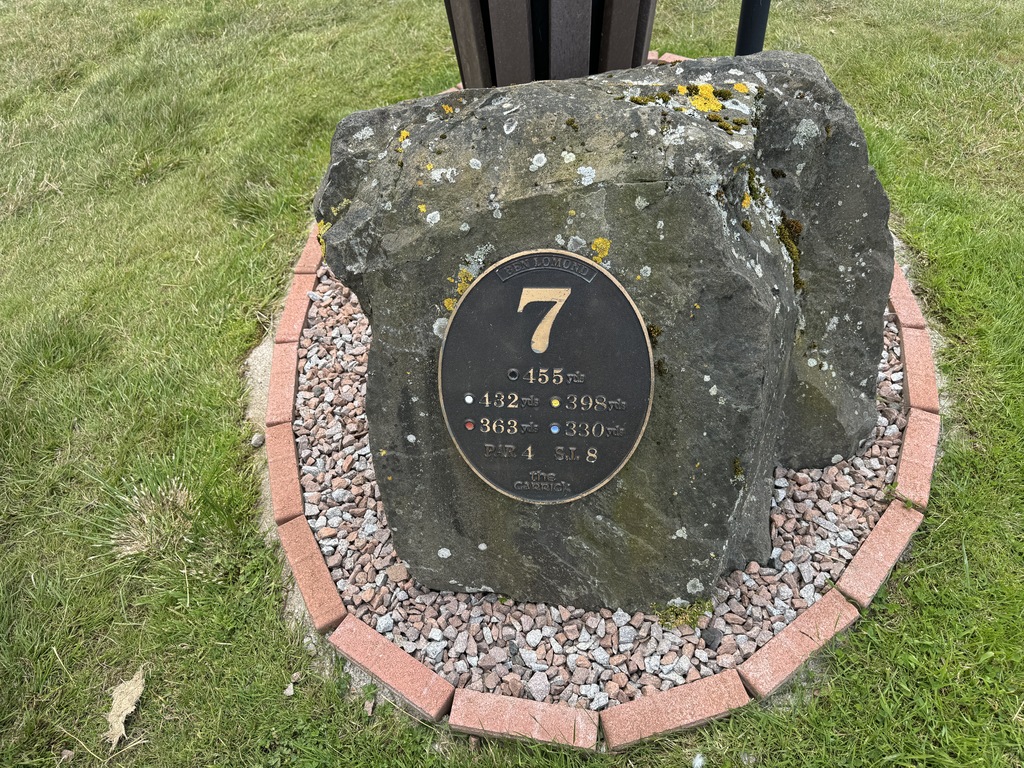 BEN LOMOND
7
455 yds
432 yds 398 yds
363 yds 330 yds
PAR 4 S.I. 8
the
CARRICK